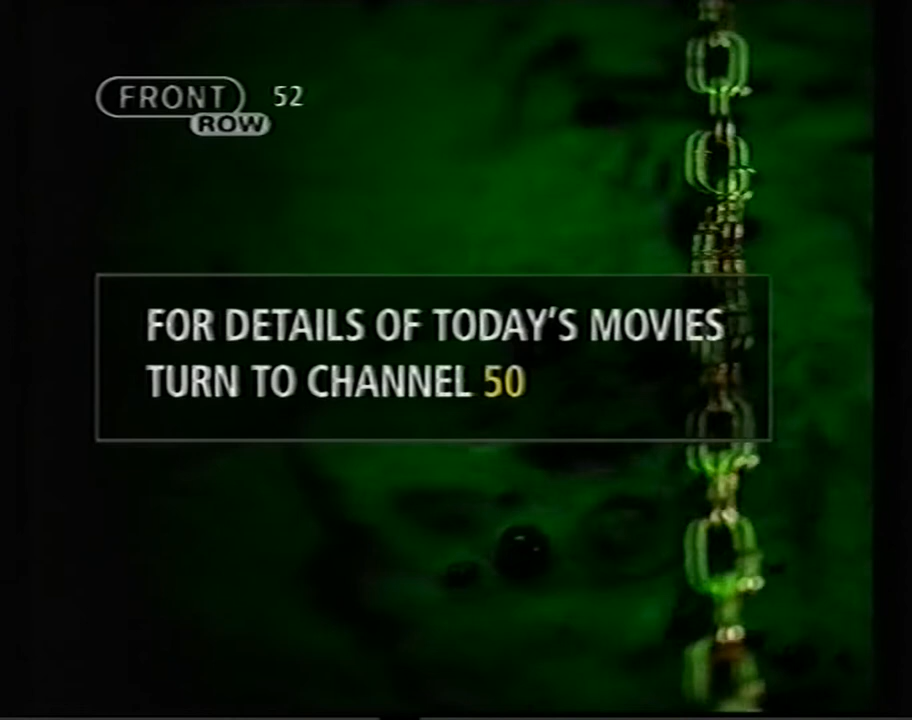 FRONT 52
ROW
FOR DETAILS OF TODAY'S MOVIES
TURN TO CHANNEL 50